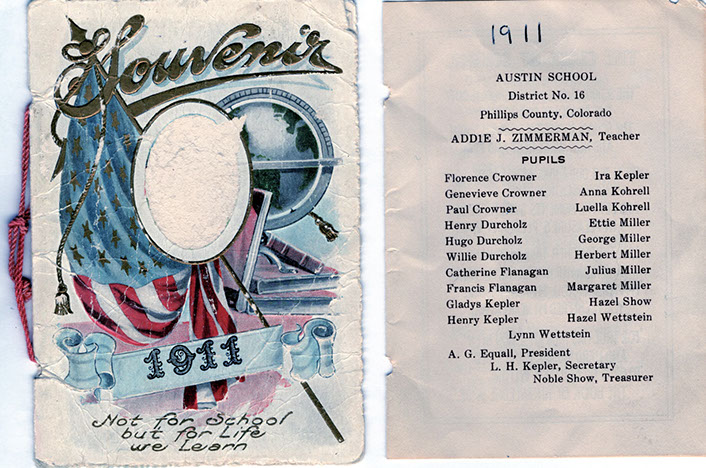 Souvenir
1911
Not for School
but for Life
we Learn
1911
AUSTIN SCHOOL
District No. 16
Phillips County, Colorado
ADDIE J. ZIMMERMAN, Teacher
PUPILS
Florence Crowner Ira Kepler
Genevieve Crowner Anna Kohrell
Paul Crowner Luella Kohrell
Henry Durcholz Ettie Miller
Hugo Durcholz George Miller
Willie Durcholz Herbert Miller
Catherine Flanagan Julius Miller
Francis Flanagan Margaret Miller
Gladys Kepler Hazel Show
Henry Kepler Hazel Wettstein
Lynn Wettstein
A. G. Equall, President
L. H. Kepler, Secretary
Noble Show, Treasurer